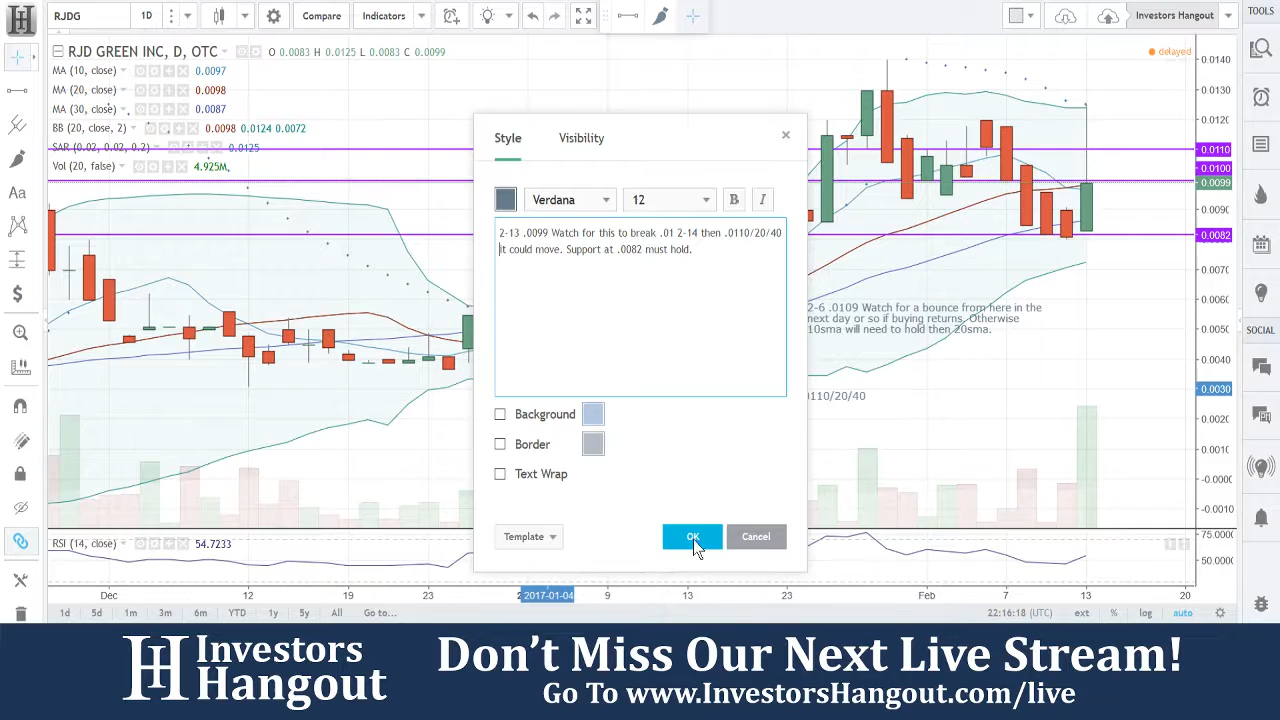 RJDG
1D
Compare
Indicators
Investors Hangout
TOOLS
RJD GREEN INC, D, OTC
O 0.0083 H 0.0125 L 0.0083 C 0.0099
delayed
MA (10, close)
0.0097
MA (20, close)
0.0098
MA (30, close)
0.0087
BB (20, close, 2)
0.0098 0.0124 0.0072
SAR (0.02, 0.02, 0.2)
0.0125
Vol (20, false)
4.925M,
Style
Visibility
Verdana
12
B
I
2-13 .0099 Watch for this to break .01 2-14 then .0110/20/40
it could move. Support at .0082 must hold.
Background
Border
Text Wrap
Template
OK
Cancel
2-6 .0109 Watch for a bounce from here in the
next day or so if buying returns. Otherwise
10sma will need to hold then 20sma.
0110/20/40
0.0140
0.0130
0.0120
0.0110
0.0100
0.0099
0.0090
0.0082
0.0070
0.0060
0.0050
0.0040
0.0030
0.0020
0.0010
-0.0000
-0.0010
75.0000
50.0000
SOCIAL
Aa
$
RSI (14, close)
54.7233
Dec
12
19
23
2017-01-04
9
13
23
Feb
7
13
20
1d
5d
1m
3m
6m
YTD
1y
5y
All
Go to...
22:16:18 (UTC)
ext
%
log
auto
IH
Investors
Hangout
Don't Miss Our Next Live Stream!
Go To www.InvestorsHangout.com/live